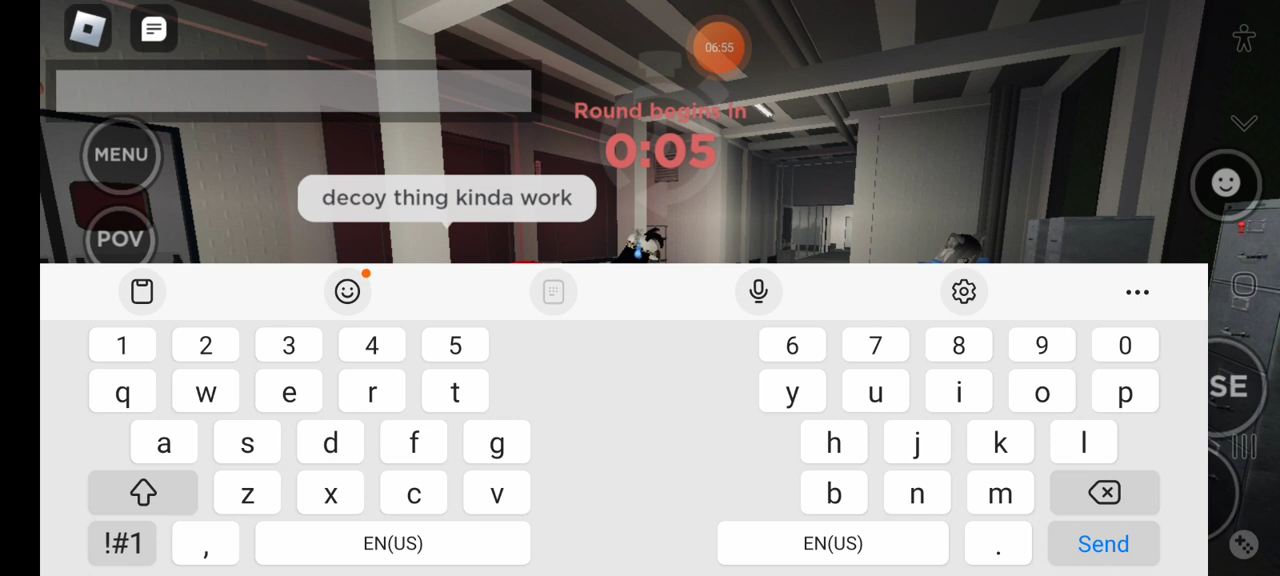 06:55
Round begins in
0:05
MENU
decoy thing kinda work
POV
1 2 3 4 5 6 7 8 9 0
q w e r t y u i o p
SE
a s d f g h j k l
z x c v b n m
!#1 , EN(US) EN(US) . Send